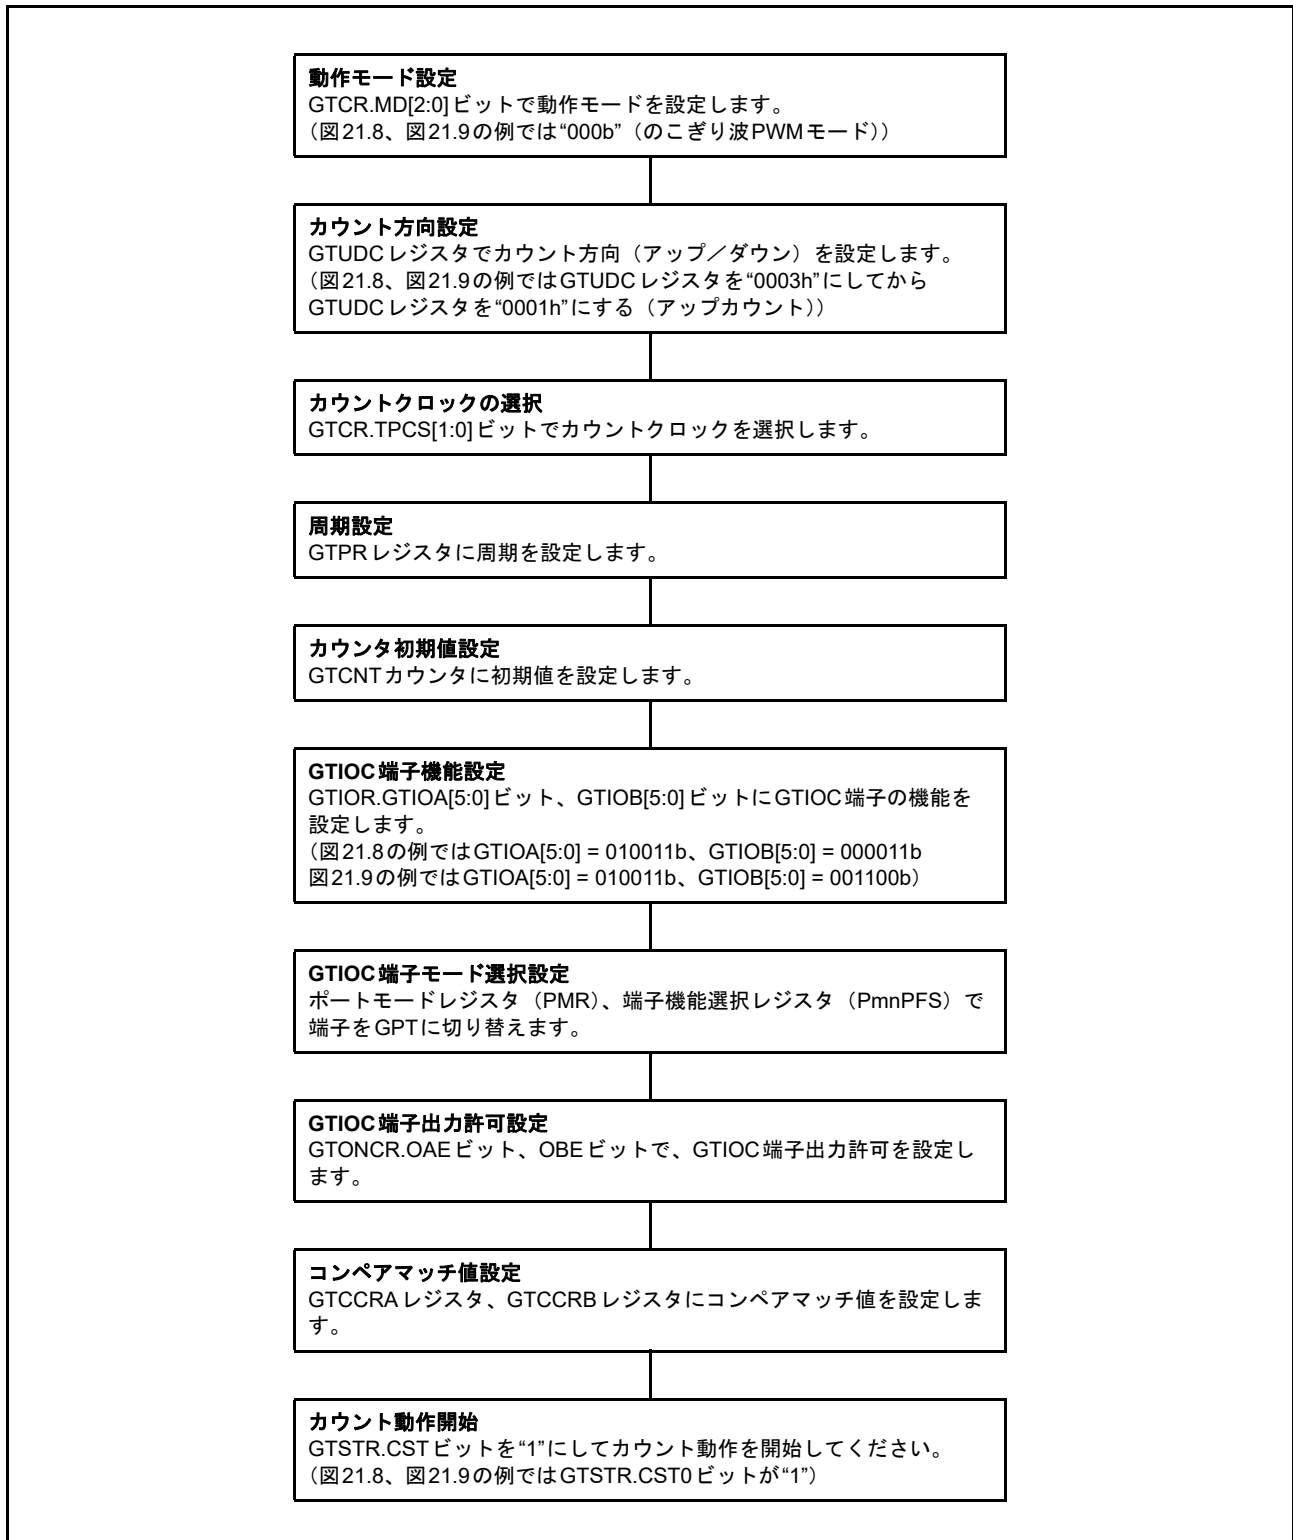 動作モード設定
GTCR.MD[2:0]ビットで動作モードを設定します。
（図21.8、図21.9の例では“000b”（のこぎり波PWMモード））
カウント方向設定
GTUDCレジスタでカウント方向（アップ／ダウン）を設定します。
（図21.8、図21.9の例ではGTUDCレジスタを“0003h”にしてから
GTUDCレジスタを“0001h”にする（アップカウント））
カウントクロックの選択
GTCR.TPCS[1:0]ビットでカウントクロックを選択します。
周期設定
GTPRレジスタに周期を設定します。
カウンタ初期値設定
GTCNTカウンタに初期値を設定します。
GTIOC端子機能設定
GTIOR.GTIOA[5:0]ビット、GTIOB[5:0]ビットにGTIOC端子の機能を
設定します。
（図21.8の例ではGTIOA[5:0] = 010011b、GTIOB[5:0] = 000011b
図21.9の例ではGTIOA[5:0] = 010011b、GTIOB[5:0] = 001100b）
GTIOC端子モード選択設定
ポートモードレジスタ（PMR）、端子機能選択レジスタ（PmnPFS）で
端子をGPTに切り替えます。
GTIOC端子出力許可設定
GTONCR.OAEビット、OBEビットで、GTIOC端子出力許可を設定し
ます。
コンペアマッチ値設定
GTCCRAレジスタ、GTCCRBレジスタにコンペアマッチ値を設定しま
す。
カウント動作開始
GTSTR.CSTビットを“1”にしてカウント動作を開始してください。
（図21.8、図21.9の例ではGTSTR.CST0ビットが“1”）